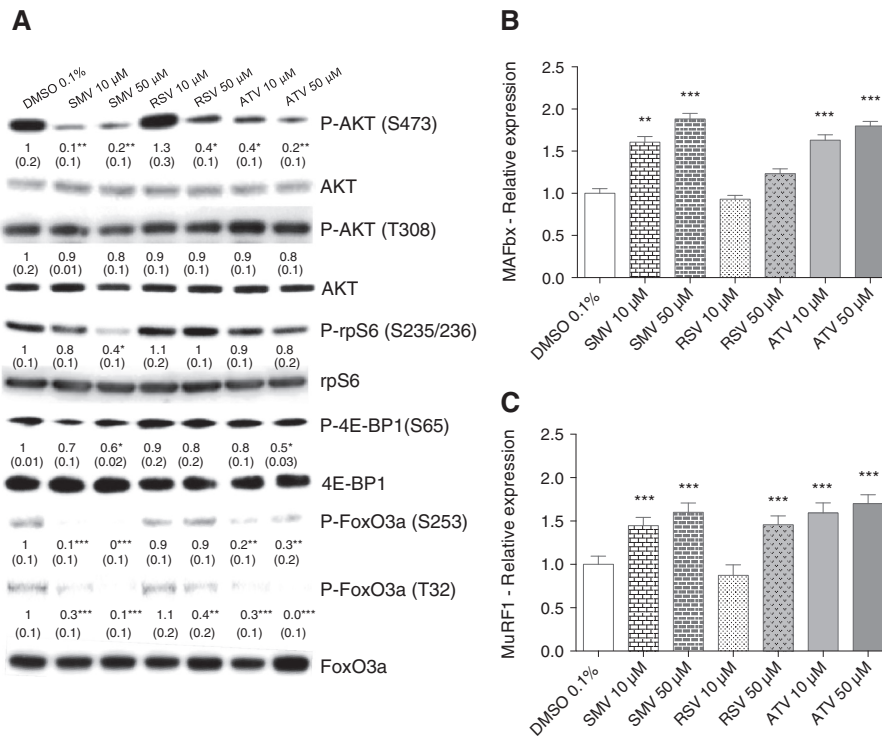 A
DMSO 0.1%
SMV 10 µM
SMV 50 µM
RSV 10 µM
RSV 50 µM
ATV 10 µM
ATV 50 µM
P-AKT (S473)
1 0.1** 0.2** 1.3 0.4* 0.4* 0.2**
(0.2) (0.1) (0.1) (0.3) (0.1) (0.1) (0.1)
AKT
P-AKT (T308)
1 0.9 0.8 0.9 0.9 0.9 0.8
(0.2) (0.01) (0.1) (0.1) (0.1) (0.1) (0.1)
AKT
P-rpS6 (S235/236)
1 0.8 0.4* 1.1 1 0.9 0.8
(0.1) (0.1) (0.1) (0.2) (0.1) (0.1) (0.2)
rpS6
P-4E-BP1(S65)
1 0.7 0.6* 0.9 0.8 0.8 0.5*
(0.01) (0.1) (0.02) (0.2) (0.2) (0.1) (0.03)
4E-BP1
P-FoxO3a (S253)
1 0.1*** 0*** 0.9 0.9 0.2** 0.3**
(0.1) (0.1) (0.1) (0.1) (0.1) (0.1) (0.2)
P-FoxO3a (T32)
1 0.3*** 0.1*** 1.1 0.4** 0.3*** 0.0***
(0.1) (0.1) (0.1) (0.2) (0.2) (0.1) (0.1)
FoxO3a
B
MAFbx - Relative expression
2.5
2.0
1.5
1.0
0.5
0.0
** *** *** ***
DMSO 0.1%
SMV 10 µM
SMV 50 µM
RSV 10 µM
RSV 50 µM
ATV 10 µM
ATV 50 µM
C
MuRF1 - Relative expression
2.5
2.0
1.5
1.0
0.5
0.0
*** *** *** *** ***
DMSO 0.1%
SMV 10 µM
SMV 50 µM
RSV 10 µM
RSV 50 µM
ATV 10 µM
ATV 50 µM